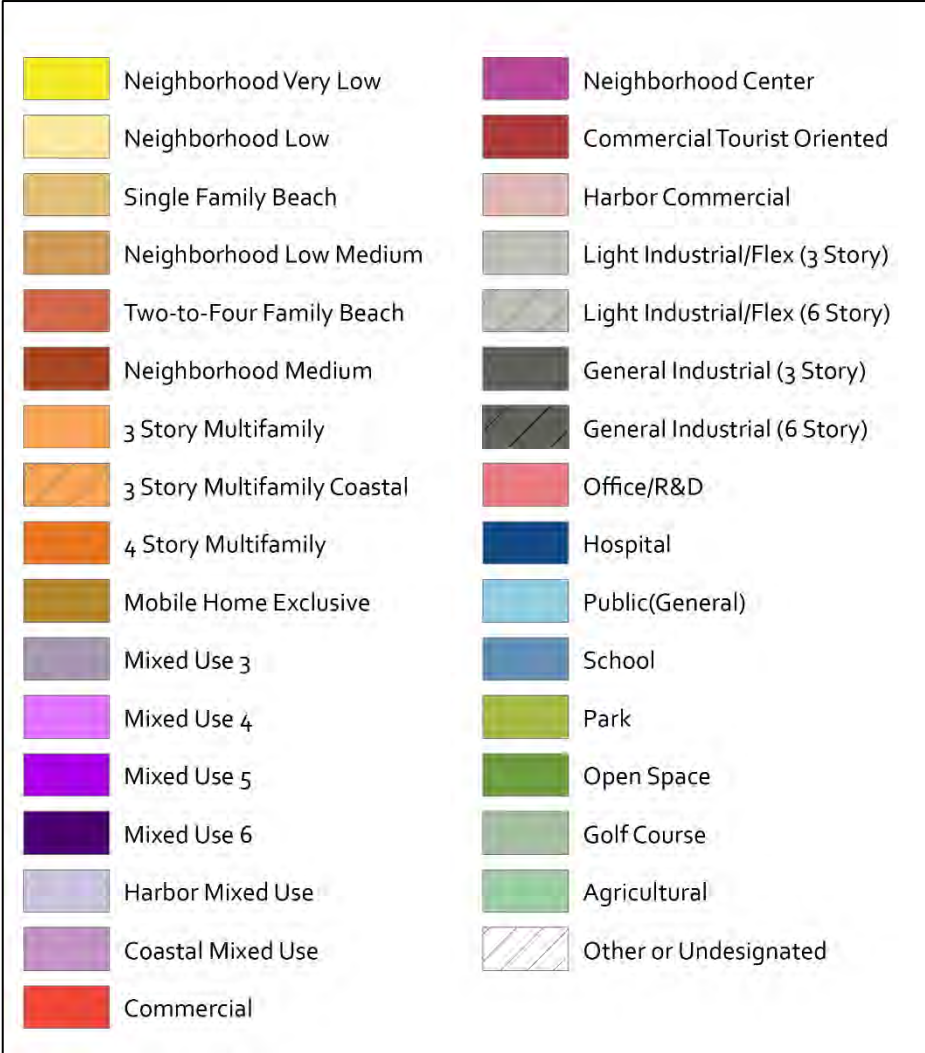 Neighborhood Very Low
Neighborhood Low
Single Family Beach
Neighborhood Low Medium
Two-to-Four Family Beach
Neighborhood Medium
3 Story Multifamily
3 Story Multifamily Coastal
4 Story Multifamily
Mobile Home Exclusive
Mixed Use 3
Mixed Use 4
Mixed Use 5
Mixed Use 6
Harbor Mixed Use
Coastal Mixed Use
Commercial
Neighborhood Center
Commercial Tourist Oriented
Harbor Commercial
Light Industrial/Flex (3 Story)
Light Industrial/Flex (6 Story)
General Industrial (3 Story)
General Industrial (6 Story)
Office/R&D
Hospital
Public(General)
School
Park
Open Space
Golf Course
Agricultural
Other or Undesignated